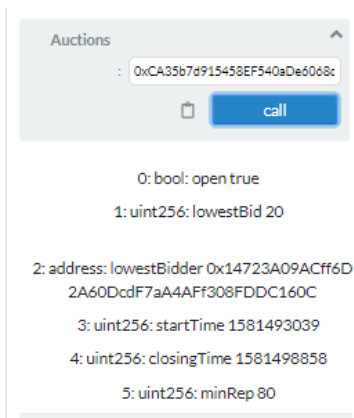 Auctions
: 0xCA35b7d915458EF540aDe6068c
call
0: bool: open true
1: uint256: lowestBid 20
2: address: lowestBidder 0x14723A09ACff6D
2A60DcdF7aA4AFf308FDDC160C
3: uint256: startTime 1581493039
4: uint256: closingTime 1581498858
5: uint256: minRep 80